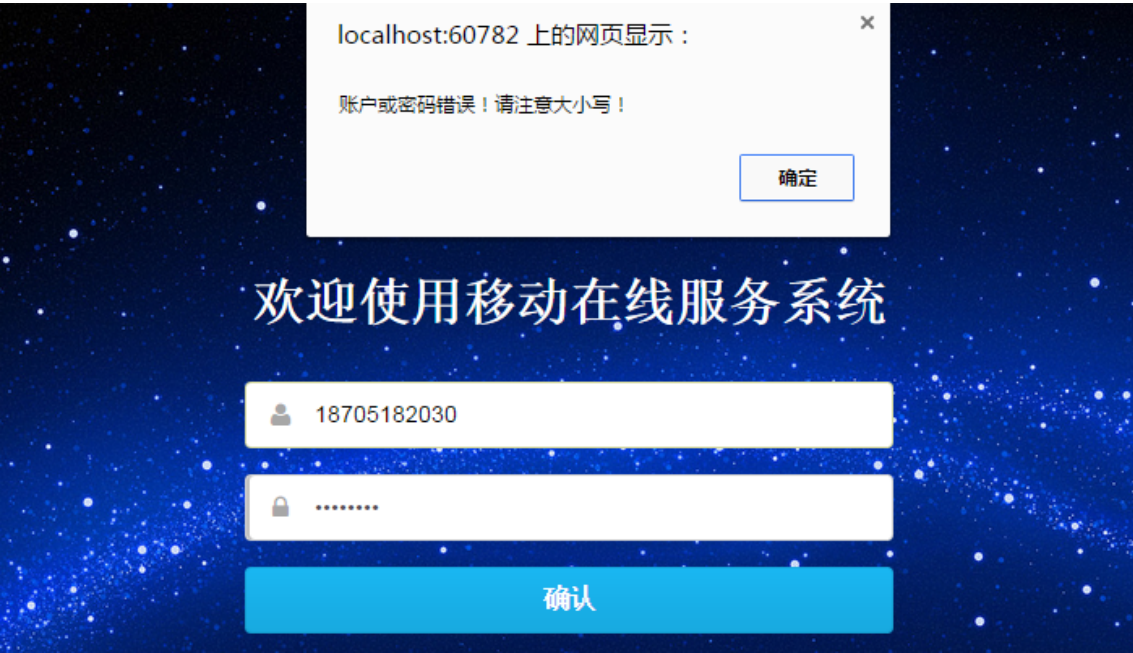 localhost:60782 上的网页显示：
账户或密码错误！请注意大小写！
确定
欢迎使用移动在线服务系统
18705182030
••••••••
确认